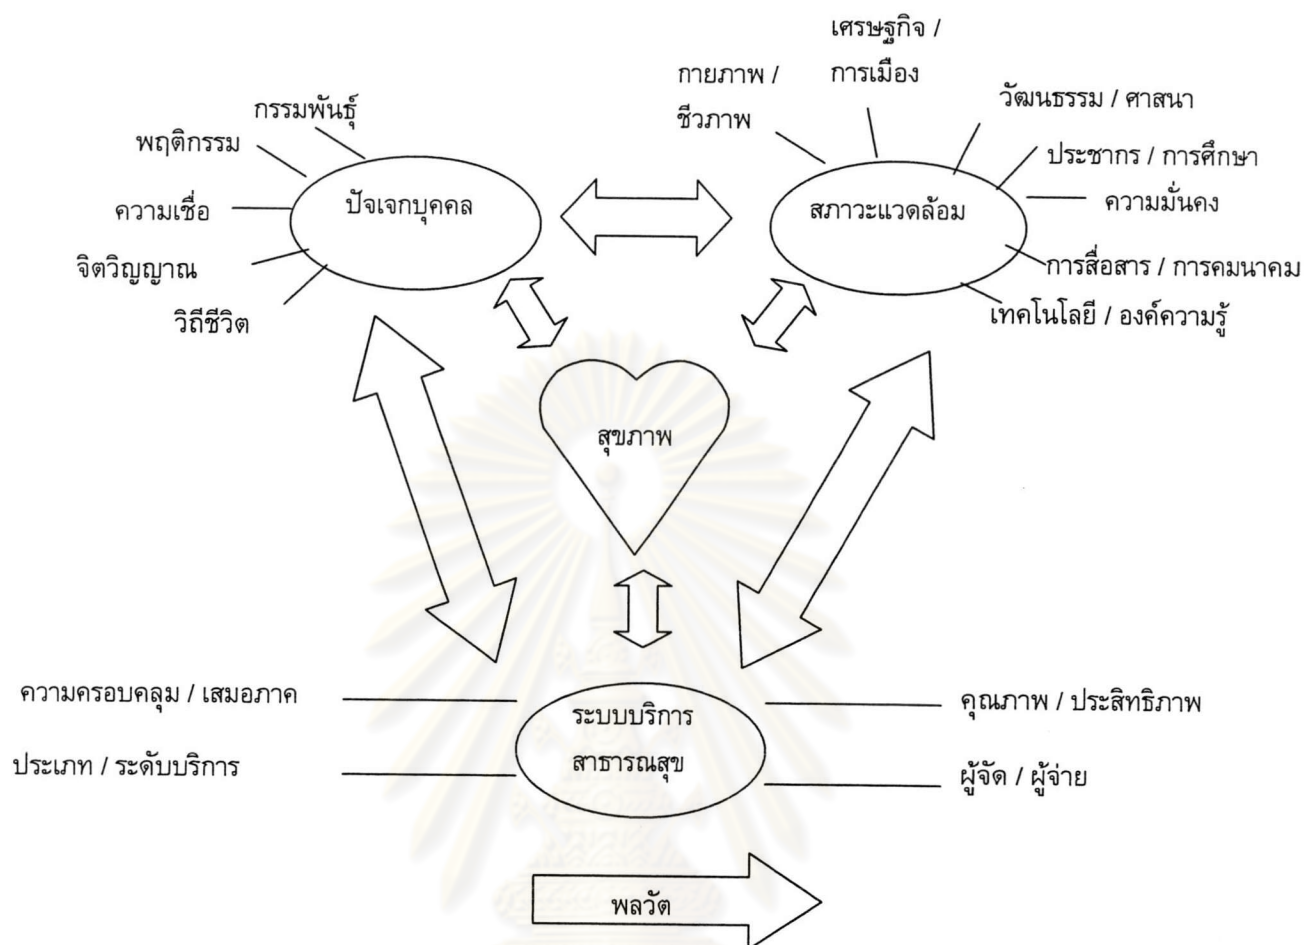 เศรษฐกิจ /
การเมือง
กายภาพ /
ชีวภาพ
วัฒนธรรม / ศาสนา
กรรมพันธุ์
พฤติกรรม
ประชากร / การศึกษา
ความเชื่อ
ปัจเจกบุคคล
สภาวะแวดล้อม
ความมั่นคง
จิตวิญญาณ
การสื่อสาร / การคมนาคม
วิถีชีวิต
เทคโนโลยี / องค์ความรู้
สุขภาพ
ความครอบคลุม / เสมอภาค
ระบบบริการ
สาธารณสุข
คุณภาพ / ประสิทธิภาพ
ประเภท / ระดับบริการ
ผู้จัด / ผู้จ่าย
พลวัต